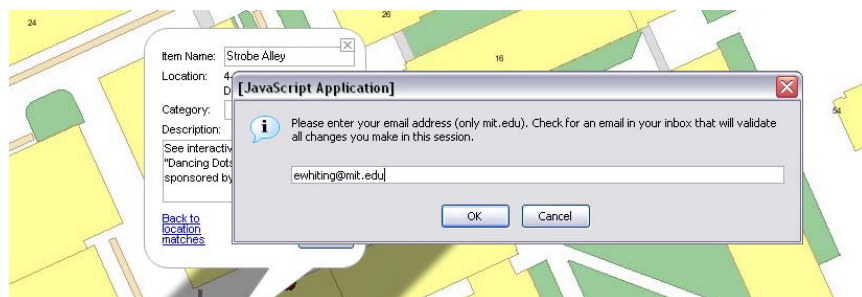 24
26
16
54
Item Name: Strobe Alley
Location: 4-
D
Category:
Description:
See interactiv
"Dancing Dots
sponsored by
Back to
location
matches
[JavaScript Application]
Please enter your email address (only mit.edu). Check for an email in your inbox that will validate
all changes you make in this session.
ewhiting@mit.edu
OK Cancel